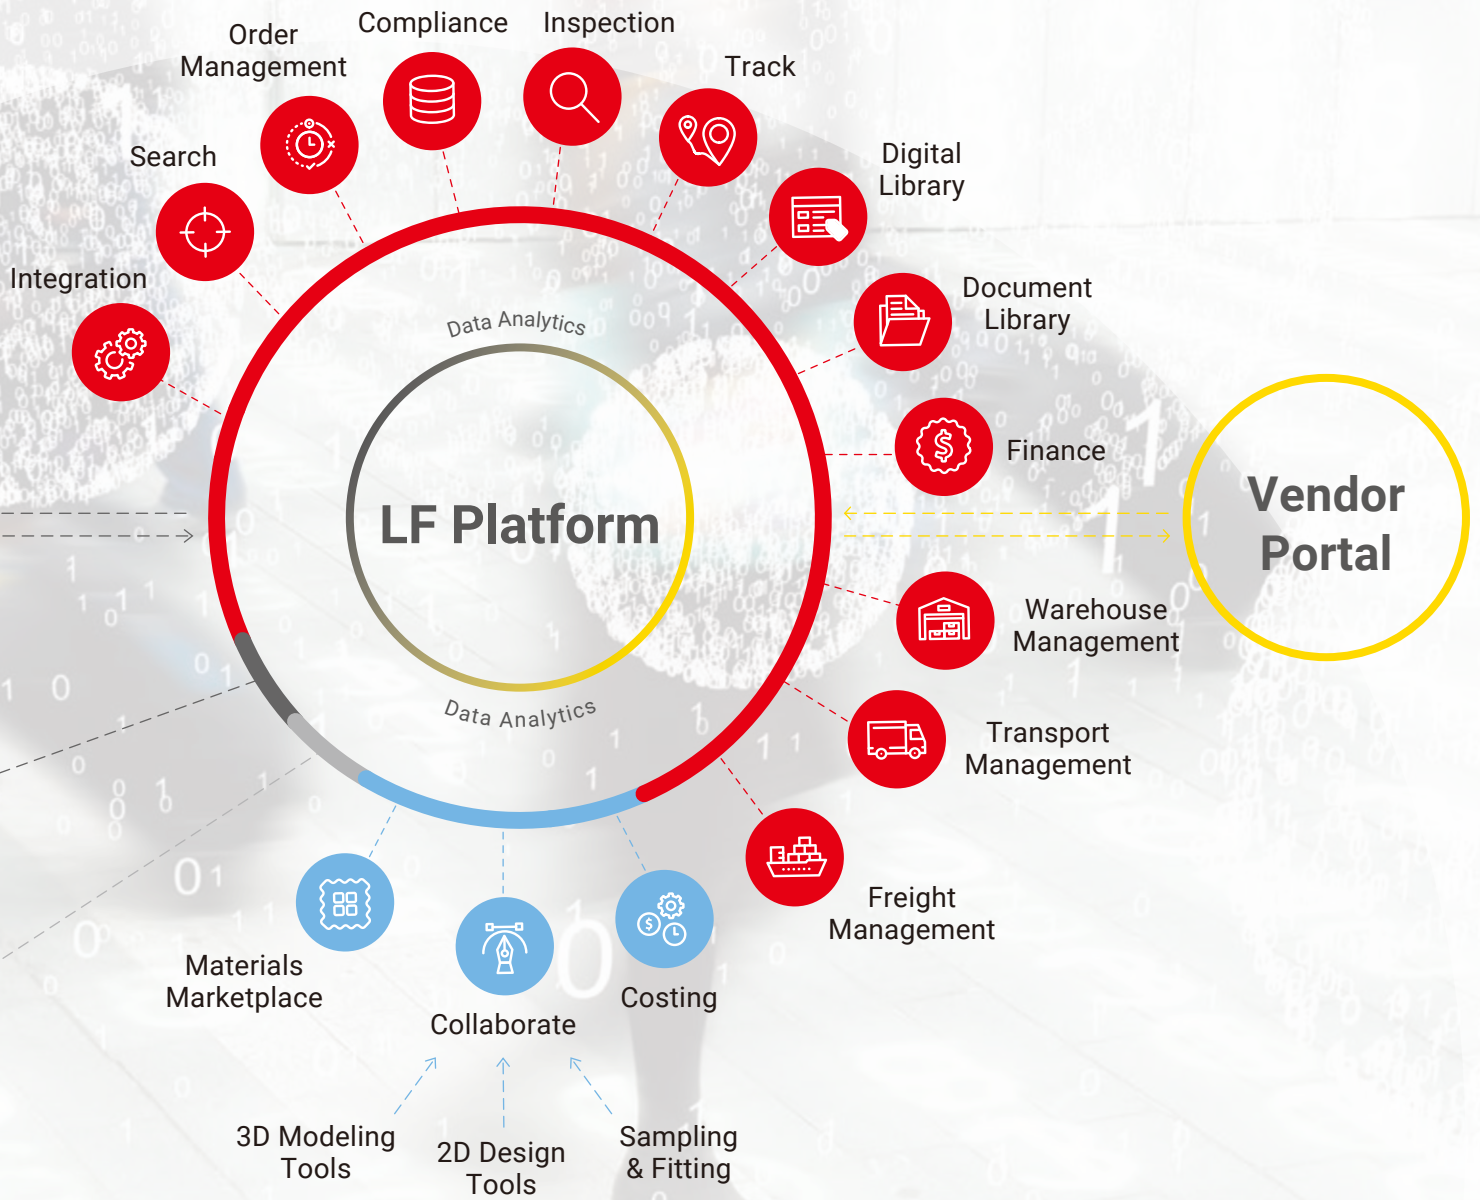 Compliance
Inspection
Order
Management
Track
Search
Digital
Library
Integration
Document
Library
Data Analytics
Finance
LF Platform
Vendor
Portal
Warehouse
Management
Data Analytics
Transport
Management
Freight
Management
Materials
Marketplace
Collaborate
Costing
3D Modeling
Tools
2D Design
Tools
Sampling
& Fitting